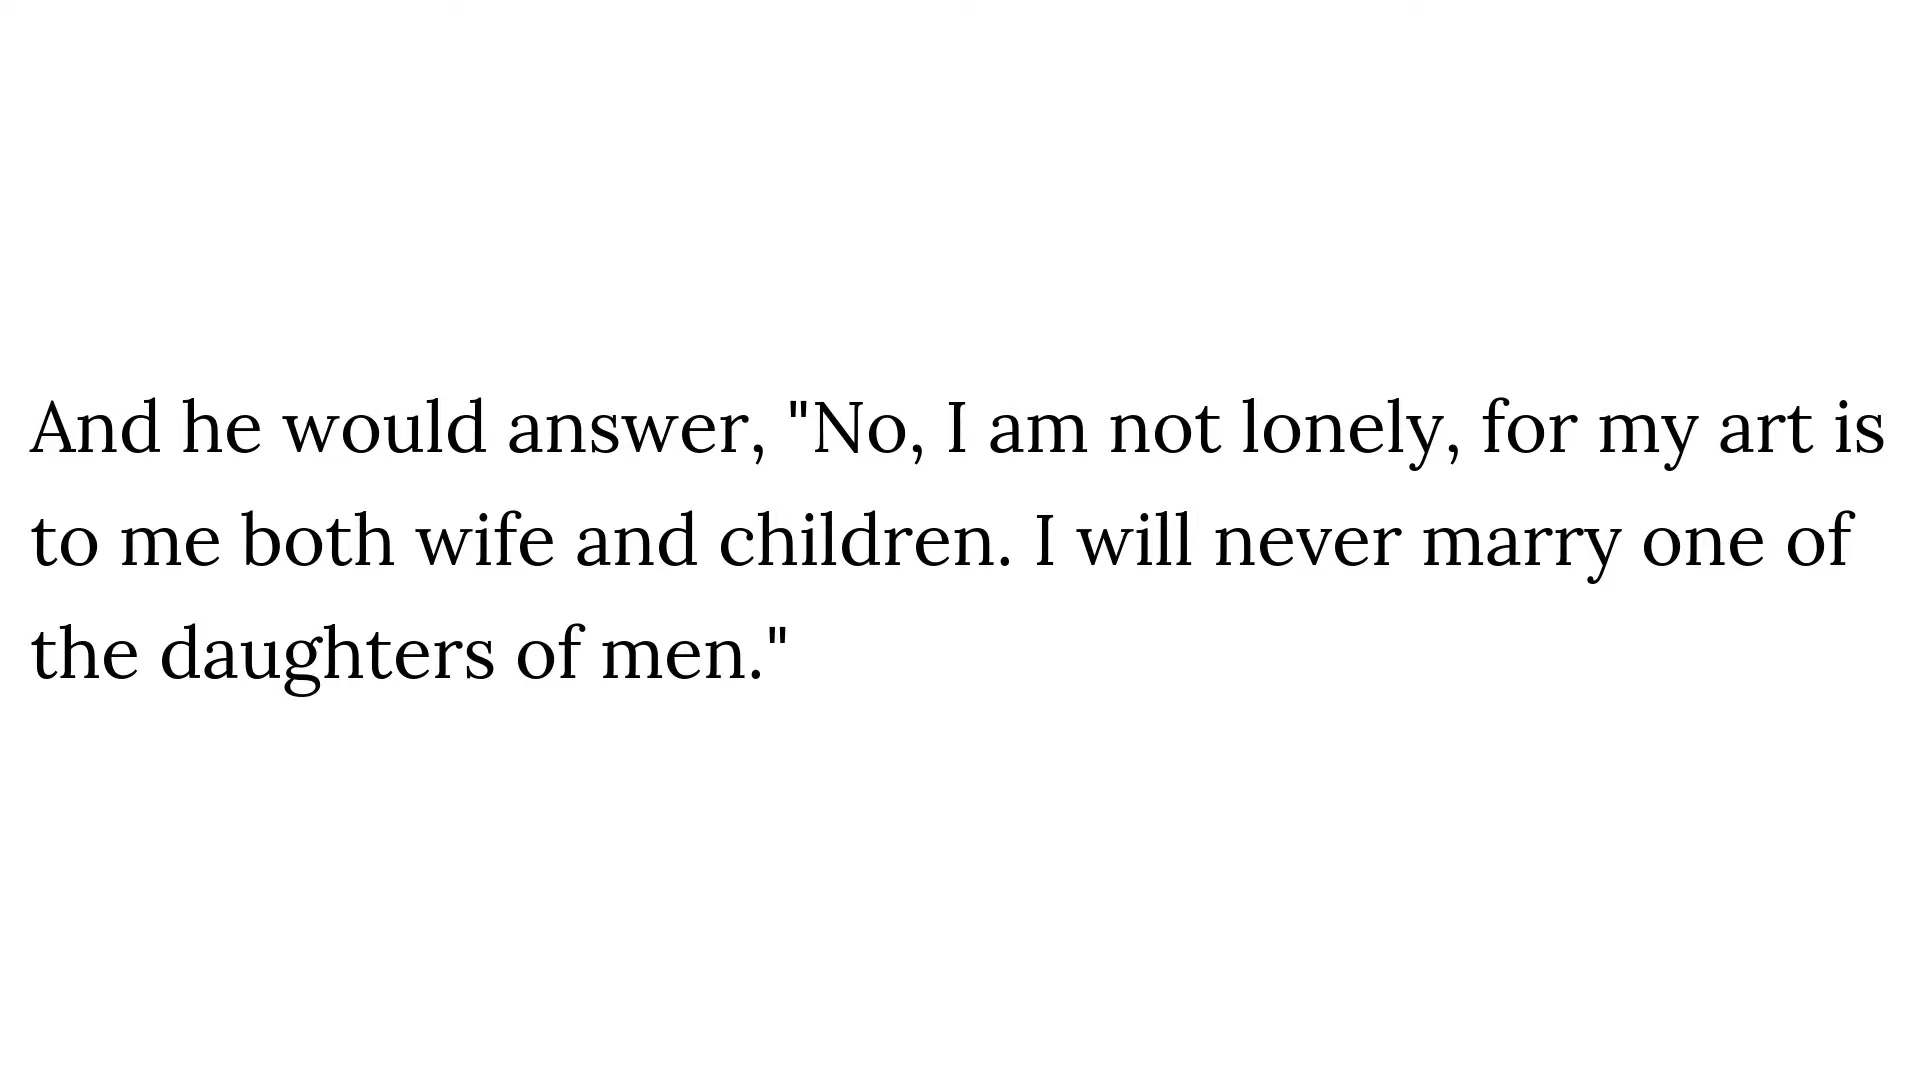 And he would answer, "No, I am not lonely, for my art is
to me both wife and children. I will never marry one of
the daughters of men."